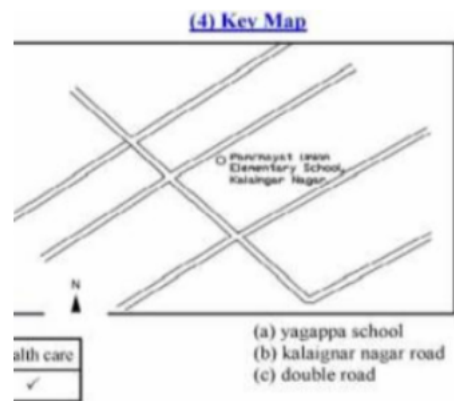 (4) Key Map
Panchayat Union
Elementary School,
Kalaingar Nagar.
N
(a) yagappa school
(b) kalaignar nagar road
(c) double road
alth care
✓